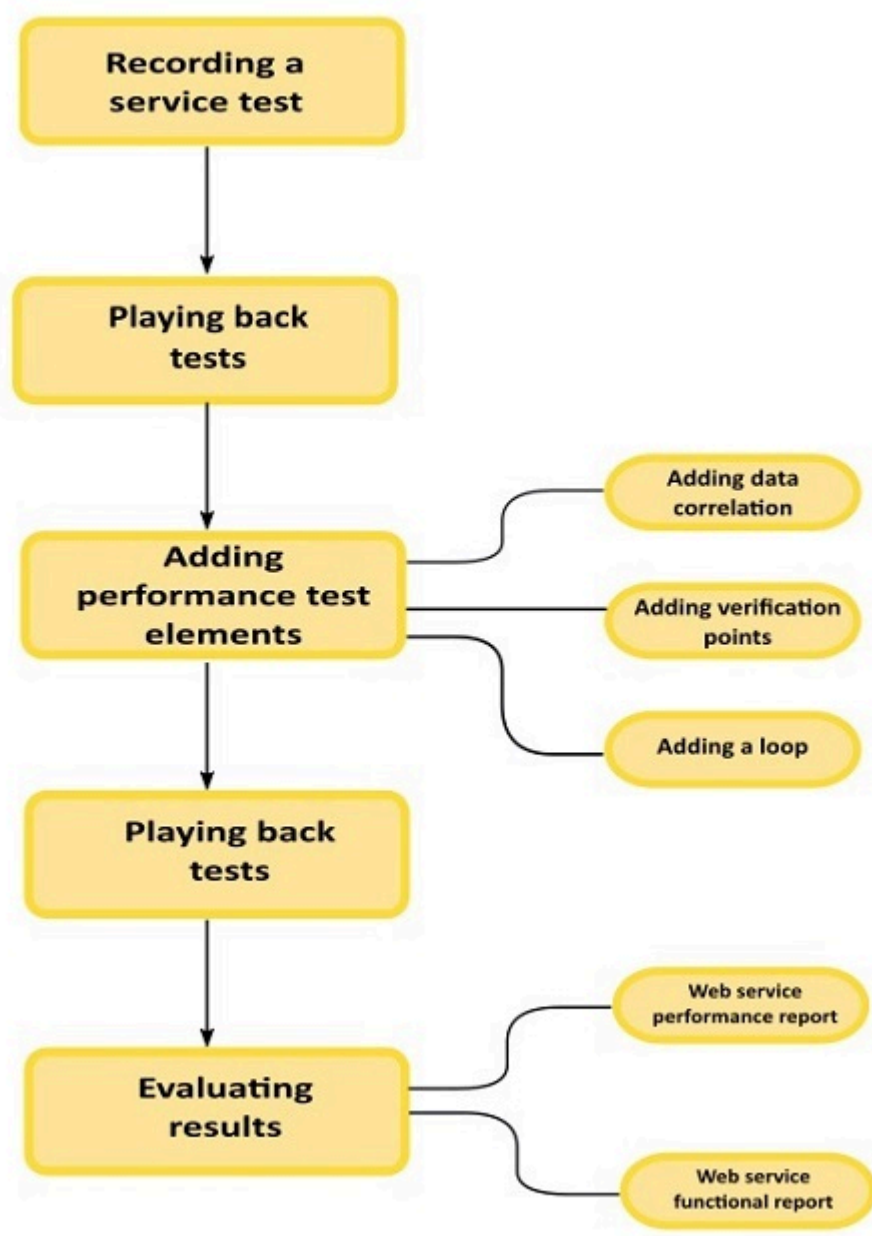 Recording a
service test
Playing back
tests
Adding
performance test
elements
Adding data
correlation
Adding verification
points
Adding a loop
Playing back
tests
Evaluating
results
Web service
performance report
Web service
functional report